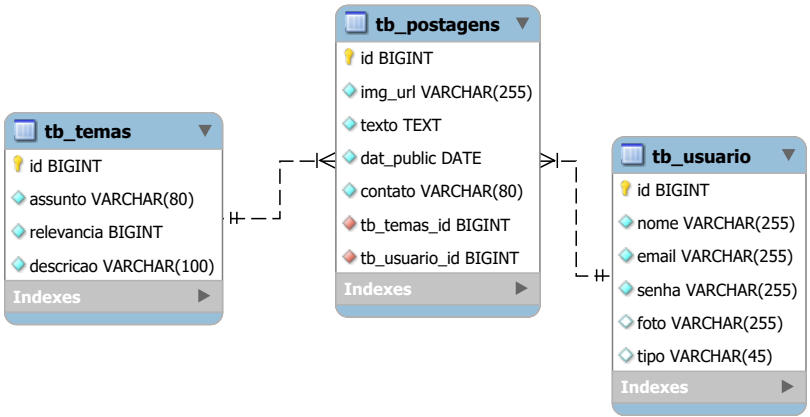 tb_temas
id BIGINT
assunto VARCHAR(80)
relevancia BIGINT
descricao VARCHAR(100)
Indexes
tb_postagens
id BIGINT
img_url VARCHAR(255)
texto TEXT
dat_public DATE
contato VARCHAR(80)
tb_temas_id BIGINT
tb_usuario_id BIGINT
Indexes
tb_usuario
id BIGINT
nome VARCHAR(255)
email VARCHAR(255)
senha VARCHAR(255)
foto VARCHAR(255)
tipo VARCHAR(45)
Indexes